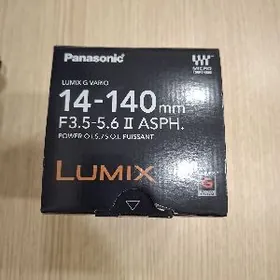 Panasonic
LUMIX G VARIO
14-140mm
F3.5-5.6 II ASPH.
POWER O.I.S./S.O.I. PUISSANT
LUMIX
G